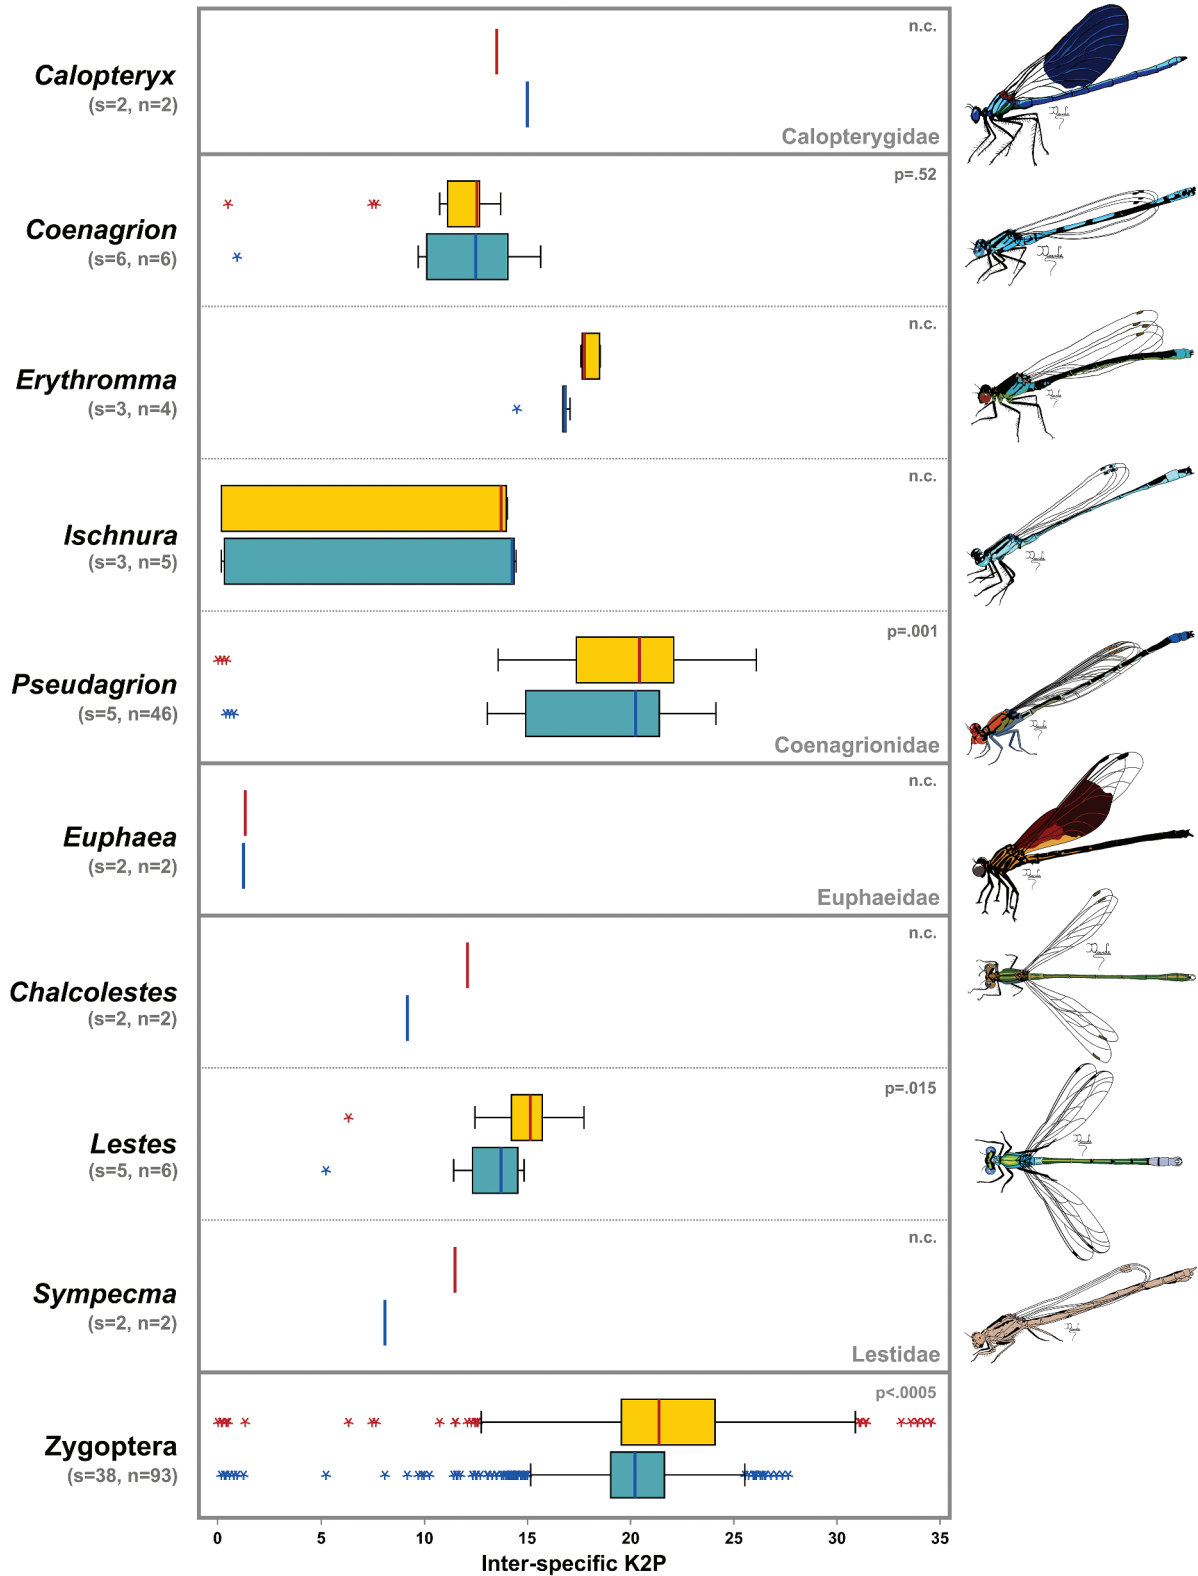 n.c.
Calopteryx
(s=2, n=2)
Calopterygidae
p=.52
Coenagrion
(s=6, n=6)
n.c.
Erythromma
(s=3, n=4)
n.c.
Ischnura
(s=3, n=5)
p=.001
Pseudagrion
(s=5, n=46)
Coenagrionidae
n.c.
Euphaea
(s=2, n=2)
Euphaeidae
n.c.
Chalcolestes
(s=2, n=2)
p=.015
Lestes
(s=5, n=6)
n.c.
Sympecma
(s=2, n=2)
Lestidae
p<.0005
Zygoptera
(s=38, n=93)
0 5 10 15 20 25 30 35
Inter-specific K2P